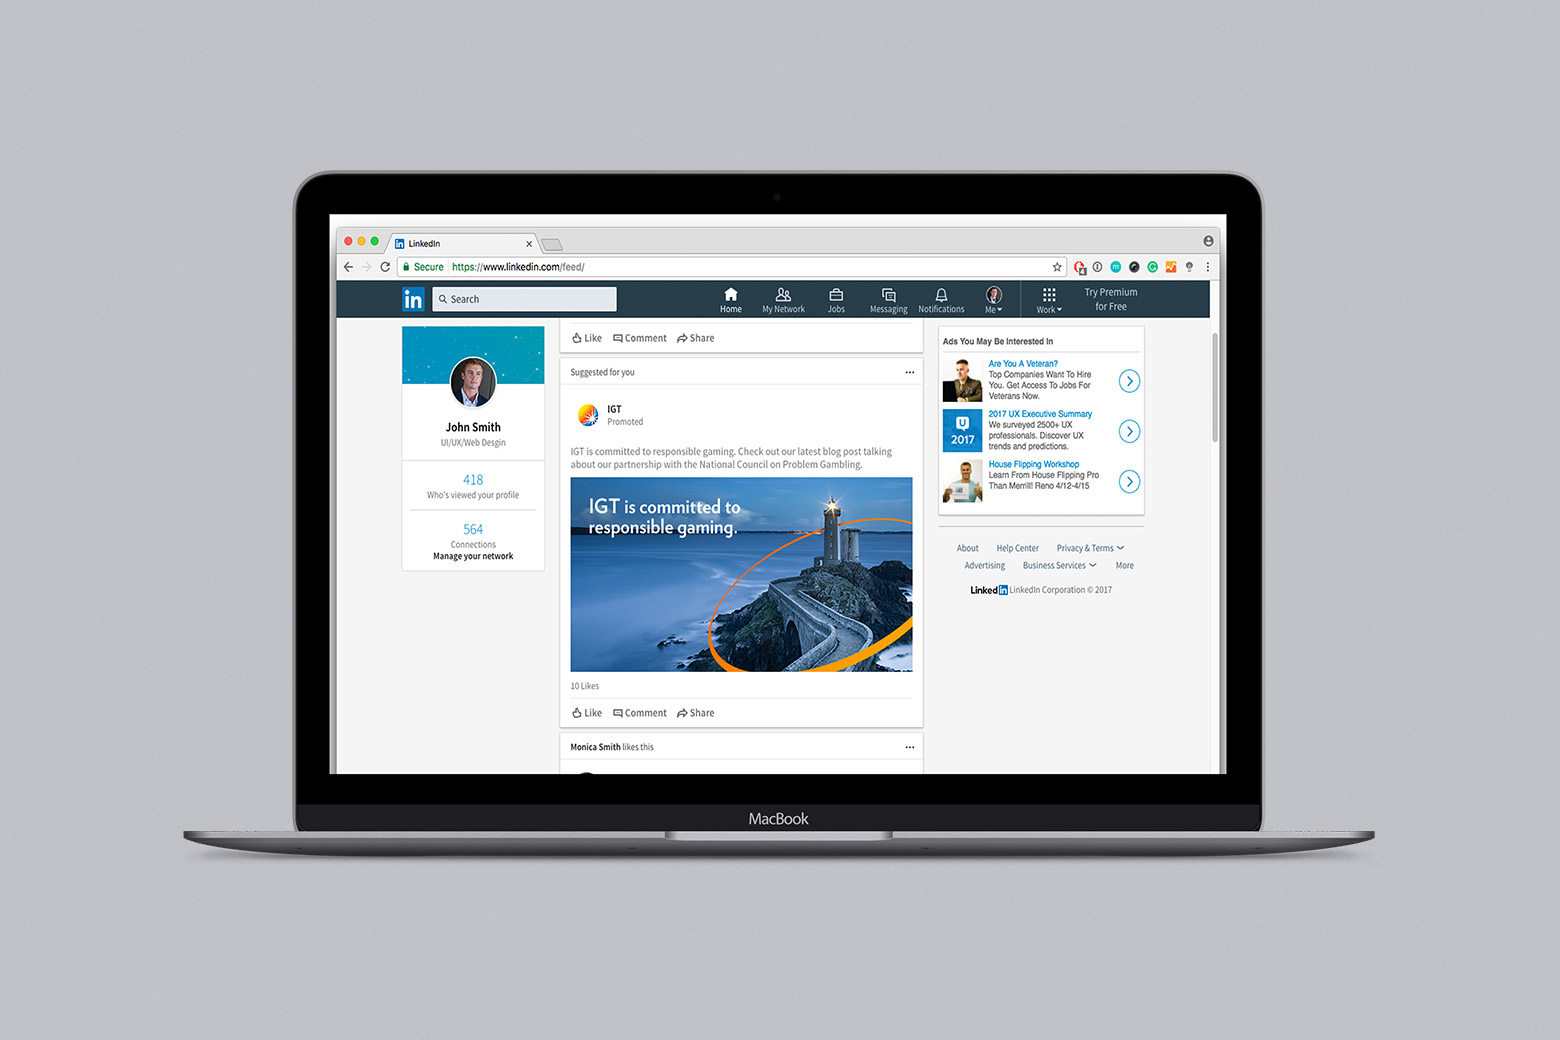 LinkedIn
Secure
https://www.linkedin.com/feed/
4
in
Search
Home
My Network
Jobs
Messaging
Notifications
Me
Work
Try Premium
for Free
John Smith
UI/UX/Web Desgin
418
Who's viewed your profile
564
Connections
Manage your network
Like
Comment
Share
Suggested for you
IGT
Promoted
IGT is committed to responsible gaming. Check out our latest blog post talking
about our partnership with the National Council on Problem Gambling.
IGT is committed to
responsible gaming.
10 Likes
Like
Comment
Share
Monica Smith likes this
Ads You May Be Interested In
Are You A Veteran?
Top Companies Want To Hire
You. Get Access To Jobs For
Veterans Now.
2017
2017 UX Executive Summary
We surveyed 2500+ UX
professionals. Discover UX
trends and predictions.
House Flipping Workshop
Learn From House Flipping Pro
Than Merrill! Reno 4/12-4/15
About
Help Center
Privacy & Terms
Advertising
Business Services
More
LinkedIn LinkedIn Corporation © 2017
MacBook